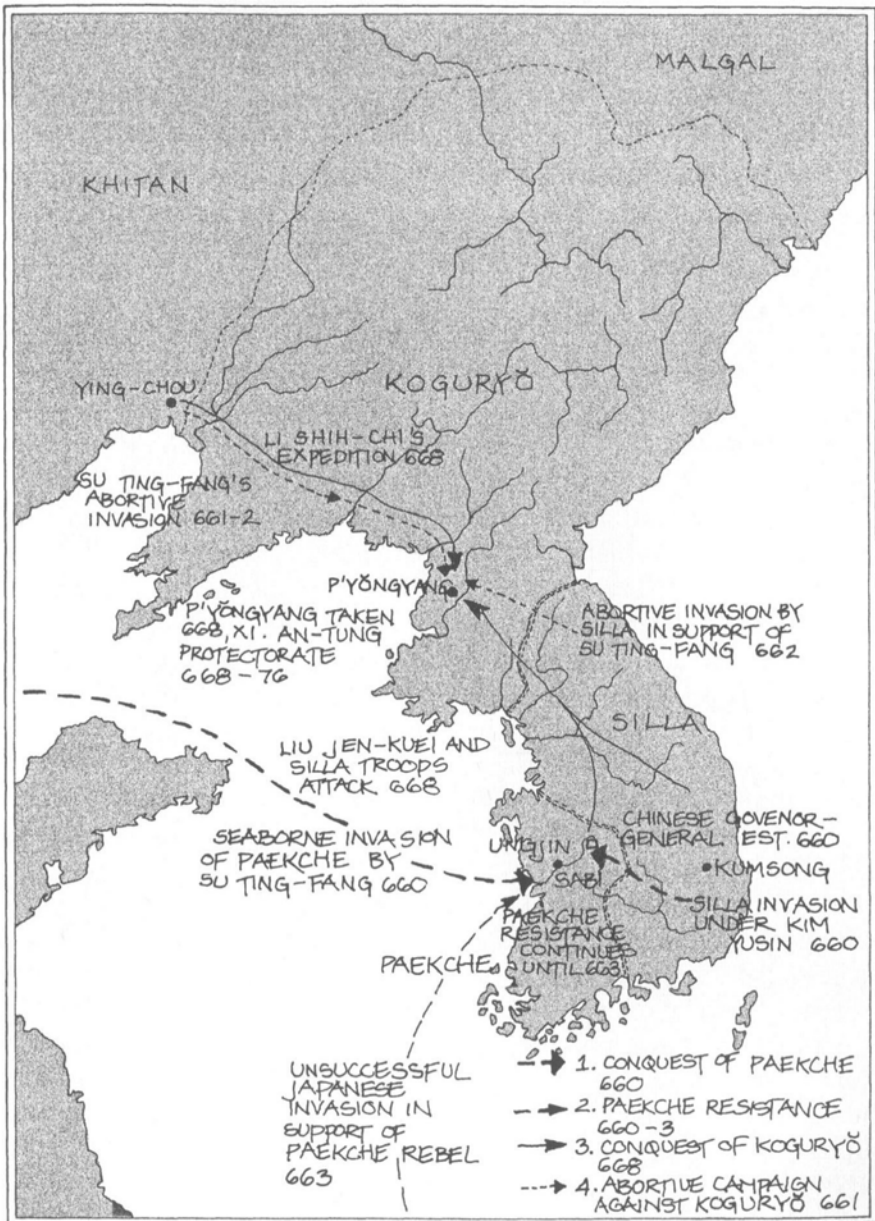 MALGAL
KHITAN
YING-CHOU
KOGURYŎ
LI SHIH-CHI'S
EXPEDITION 668
SU TING-FANG'S
ABORTIVE
INVASION 661-2
P'YŎNGYANG
P'YŎNGYANG TAKEN
668, XI. AN-TUNG
PROTECTORATE
668-76
ABORTIVE INVASION BY
SILLA IN SUPPORT OF
SU TING-FANG 662
SILLA
LIU JEN-KUEI AND
SILLA TROOPS
ATTACK 668
CHINESE GOVENOR-
GENERAL EST. 660
SEABORNE INVASION
OF PAEKCHE BY
SU TING-FANG 660
UNGJIN
SABI
KUMSONG
SILLA INVASION
UNDER KIM
YUSIN 660
PAEKCHE
RESISTANCE
CONTINUES
UNTIL 663
PAEKCHE
UNSUCCESSFUL
JAPANESE
INVASION IN
SUPPORT OF
PAEKCHE REBEL
663
1. CONQUEST OF PAEKCHE
660
2. PAEKCHE RESISTANCE
660-3
3. CONQUEST OF KOGURYŎ
668
4. ABORTIVE CAMPAIGN
AGAINST KOGURYŎ 661